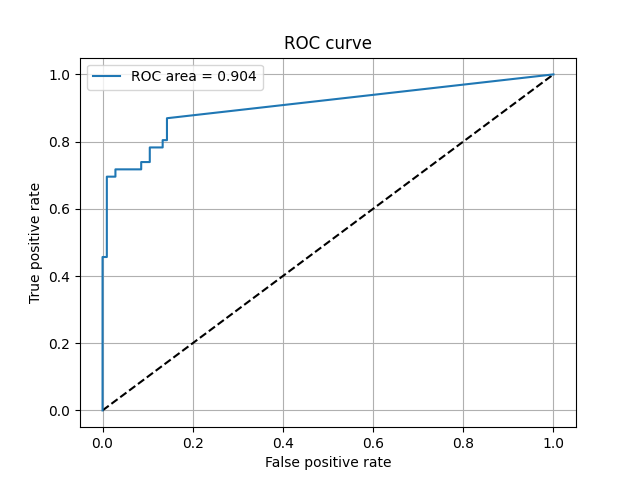 ROC curve
ROC area = 0.904
True positive rate
1.0
0.8
0.6
0.4
0.2
0.0
0.0 0.2 0.4 0.6 0.8 1.0
False positive rate